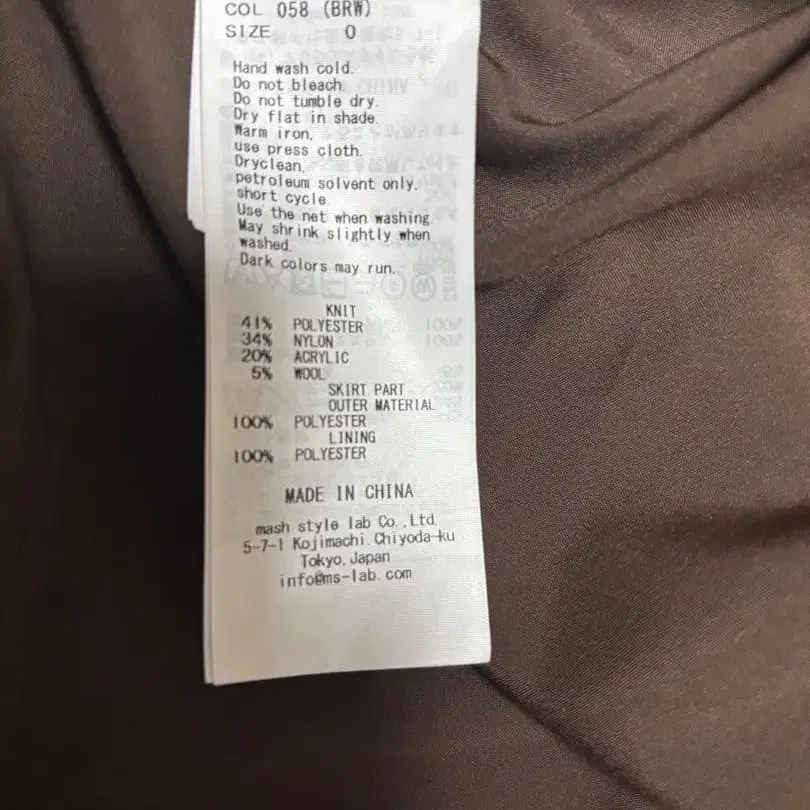 COL 058 (BRW)
SIZE 0
Hand wash cold.
Do not bleach.
Do not tumble dry.
Dry flat in shade.
Warm iron,
use press cloth.
Dryclean,
petroleum solvent only,
short cycle
Use the net when washing
May shrink slightly when
washed.
Dark colors may run.
KNIT
41% POLYESTER
34% NYLON
20% ACRYLIC
5% WOOL
SKIRT PART
OUTER MATERIAL
100% POLYESTER
LINING
100% POLYESTER
MADE IN CHINA
mash style lab Co.,Ltd.
5-7-1 Kojimachi.Chiyoda-ku
Tokyo,Japan
info@ms-lab.com